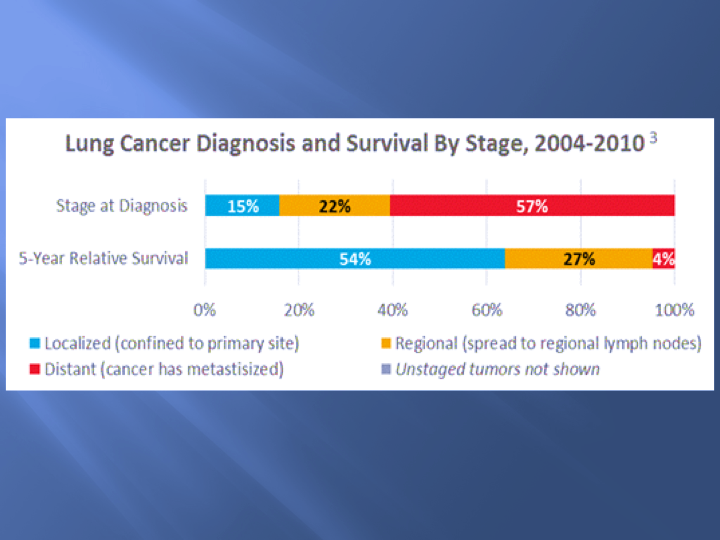 Lung Cancer Diagnosis and Survival By Stage, 2004-2010 3
Stage at Diagnosis 15% 22% 57%
5-Year Relative Survival 54% 27% 4%
0% 20% 40% 60% 80% 100%
Localized (confined to primary site) Regional (spread to regional lymph nodes)
Distant (cancer has metastisized) Unstaged tumors not shown